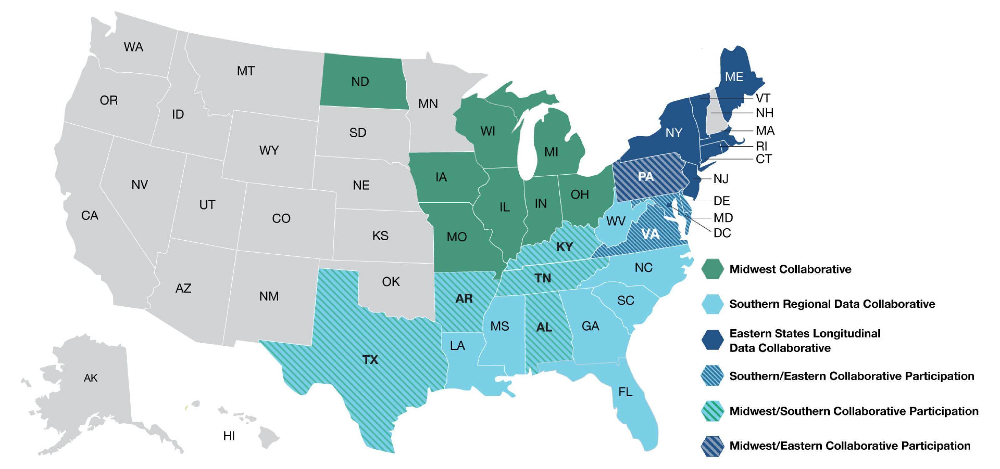 WA
MT
ND
ME
OR
ID
MN
VT
NH
SD
WI
NY
MA
WY
MI
RI
CT
NV
NE
IA
PA
NJ
UT
CO
IL
IN
OH
DE
CA
KS
MO
WV
VA
MD
DC
KY
AZ
NM
OK
TN
NC
AR
SC
MS
AL
GA
LA
TX
AK
FL
HI
Midwest Collaborative
Southern Regional Data Collaborative
Eastern States Longitudinal
Data Collaborative
Southern/Eastern Collaborative Participation
Midwest/Southern Collaborative Participation
Midwest/Eastern Collaborative Participation